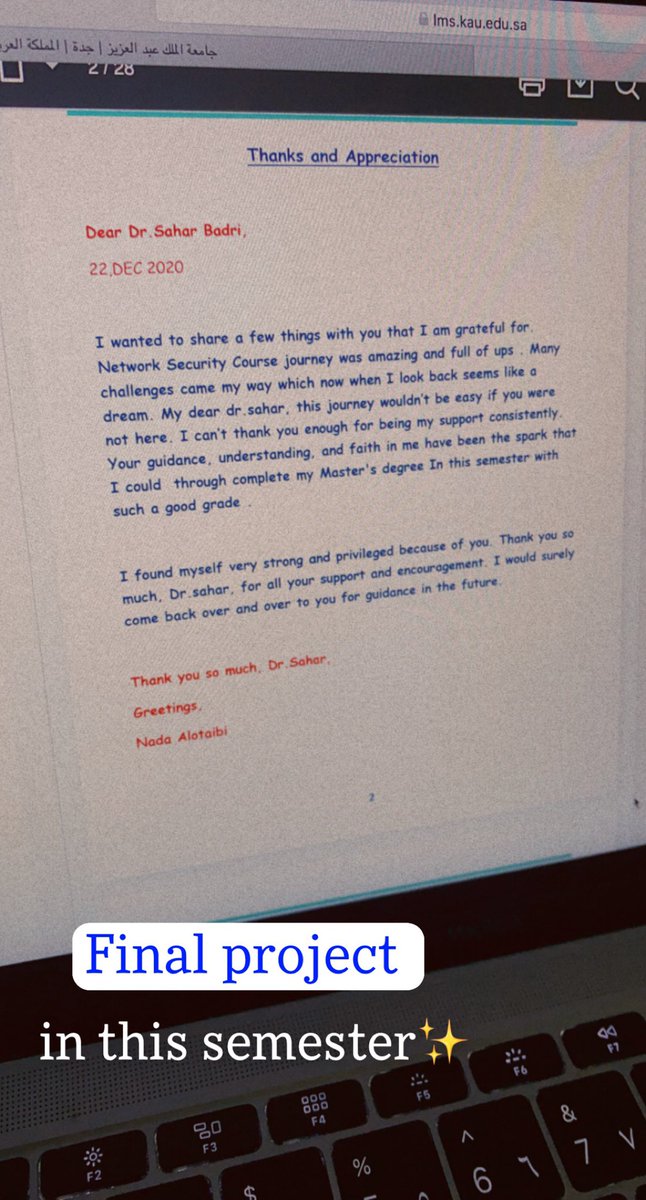 lms.kau.edu.sa
جامعة الملك عبد العزيز | جدة | المملكة العر
2 / 28
Thanks and Appreciation
Dear Dr.Sahar Badri,
22,DEC 2020
I wanted to share a few things with you that I am grateful for.
Network Security Course journey was amazing and full of ups . Many
challenges came my way which now when I look back seems like a
dream. My dear dr.sahar, this journey wouldn't be easy if you were
not here. I can't thank you enough for being my support consistently.
Your guidance, understanding, and faith in me have been the spark that
I could through complete my Master's degree In this semester with
such a good grade .
I found myself very strong and privileged because of you. Thank you so
much, Dr.sahar, for all your support and encouragement. I would surely
come back over and over to you for guidance in the future.
Thank you so much, Dr.Sahar,
Greetings,
Nada Alotaibi
2
Final project
in this semester✨
F2 F3 F4 F5 F6 F7
$ % ^ 6 ٦ & 7 ٧